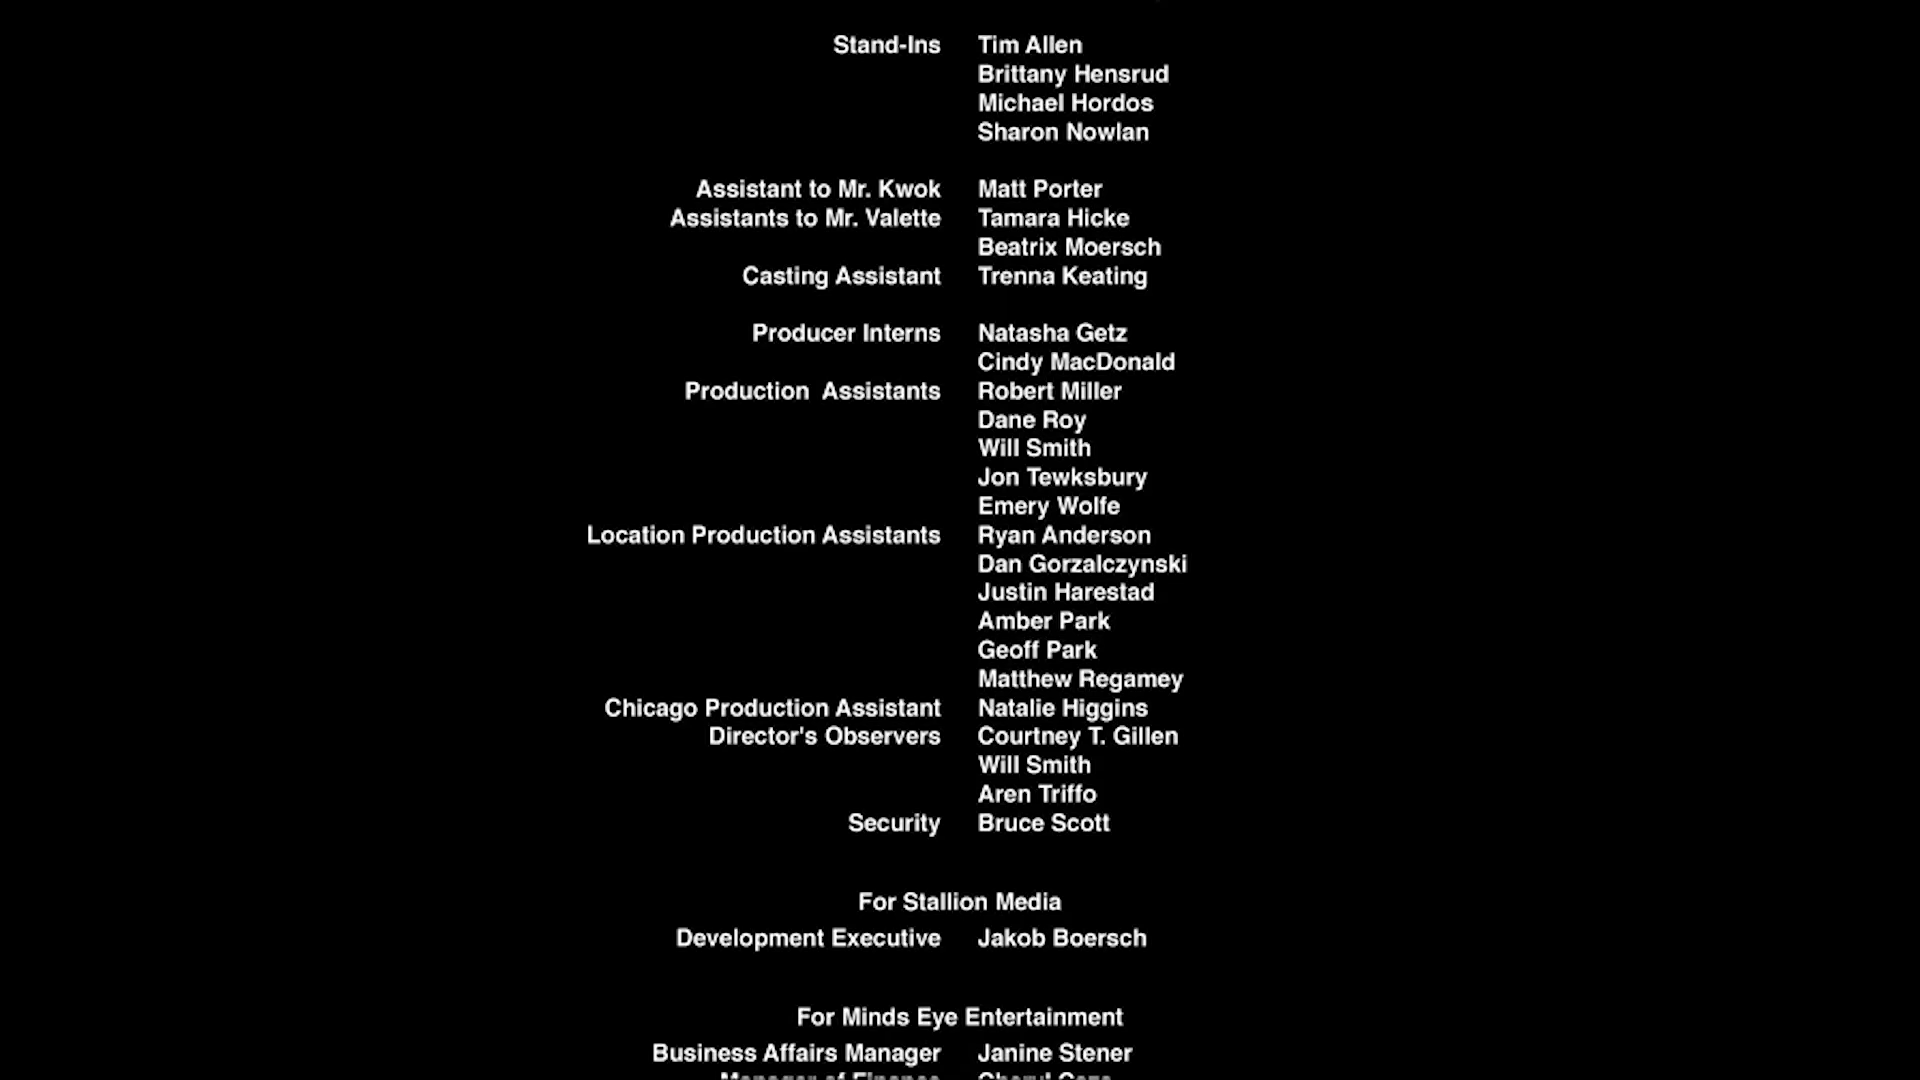 Stand-Ins Tim Allen
Brittany Hensrud
Michael Hordos
Sharon Nowlan
Assistant to Mr. Kwok Matt Porter
Assistants to Mr. Valette Tamara Hicke
Beatrix Moersch
Casting Assistant Trenna Keating
Producer Interns Natasha Getz
Cindy MacDonald
Production Assistants Robert Miller
Dane Roy
Will Smith
Jon Tewksbury
Emery Wolfe
Location Production Assistants Ryan Anderson
Dan Gorzalczynski
Justin Harestad
Amber Park
Geoff Park
Matthew Regamey
Chicago Production Assistant Natalie Higgins
Director's Observers Courtney T. Gillen
Will Smith
Aren Triffo
Security Bruce Scott
For Stallion Media
Development Executive Jakob Boersch
For Minds Eye Entertainment
Business Affairs Manager Janine Stener
Manager of Finance